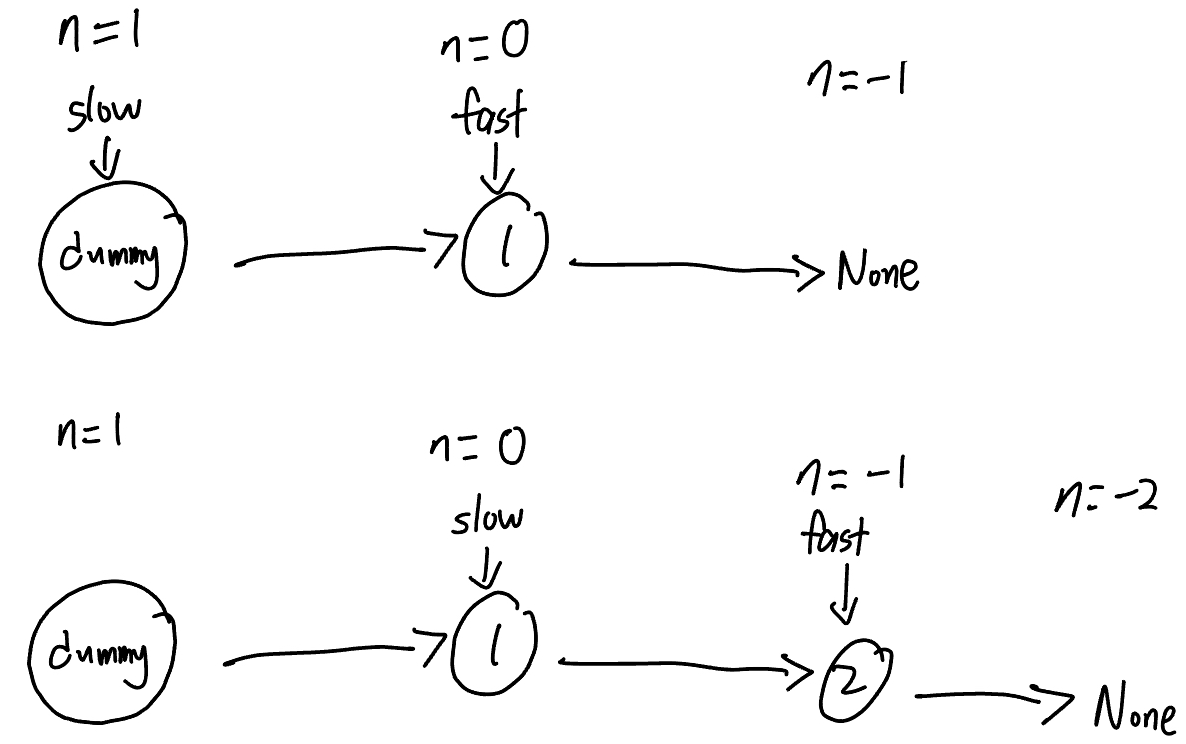 n=1
n=0
n=-1
slow
fast
dummy
1
None
n=1
n=0
n=-1
n=-2
slow
fast
dummy
1
2
None